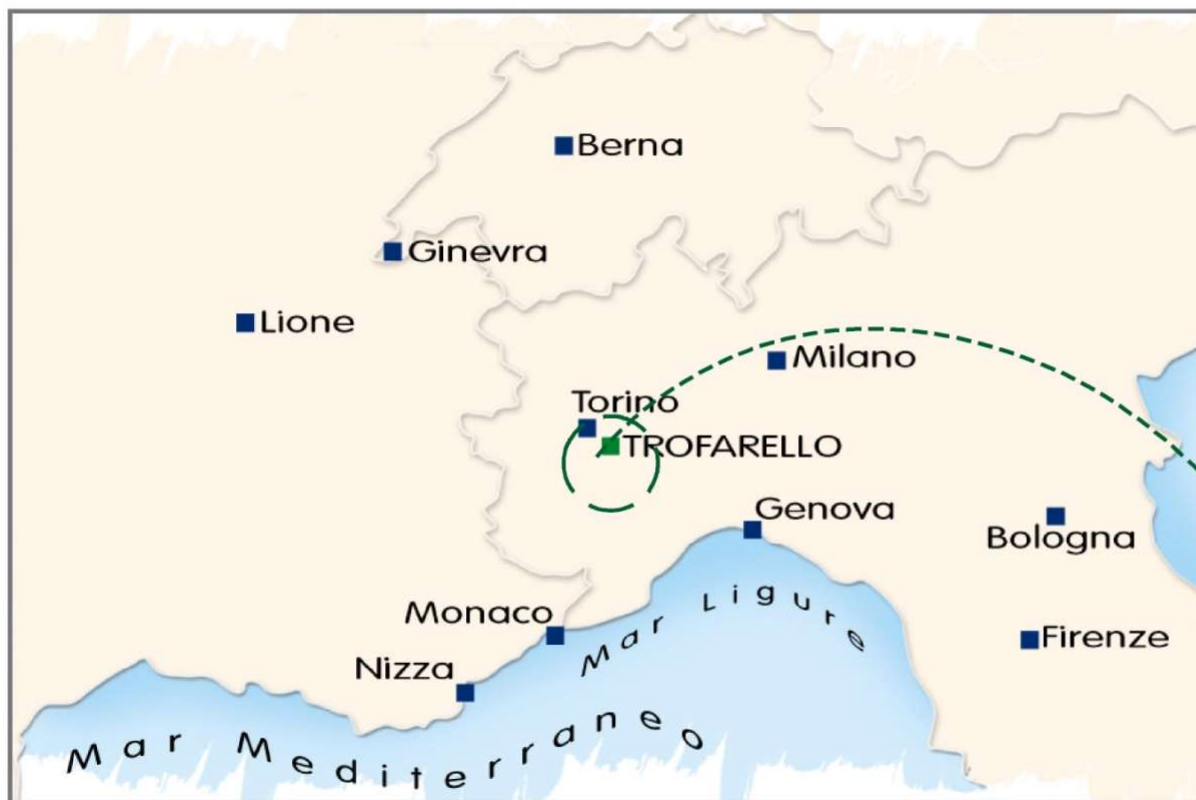 Berna
Ginevra
Lione
Milano
Torino
TROFARELLO
Genova
Bologna
Monaco
Mar Ligure
Firenze
Nizza
Mar Mediterraneo